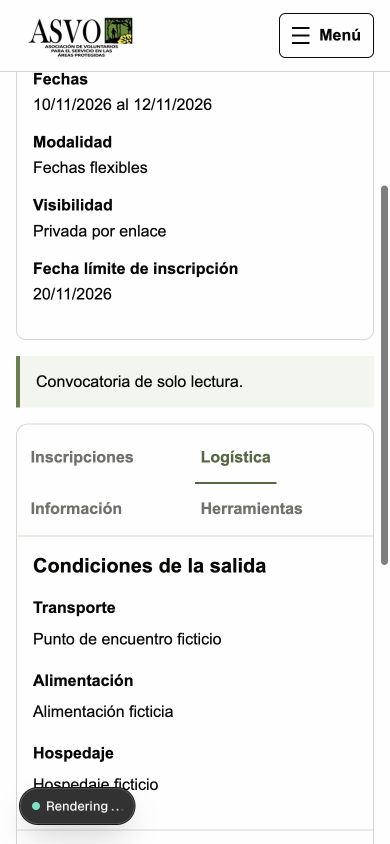 ASVO
ASOCIACIÓN DE VOLUNTARIOS
PARA EL SERVICIO EN LAS
ÁREAS PROTEGIDAS
Menú
Fechas
10/11/2026 al 12/11/2026
Modalidad
Fechas flexibles
Visibilidad
Privada por enlace
Fecha límite de inscripción
20/11/2026
Convocatoria de solo lectura.
Inscripciones
Logística
Información
Herramientas
Condiciones de la salida
Transporte
Punto de encuentro ficticio
Alimentación
Alimentación ficticia
Hospedaje
Hospedaje ficticio
Rendering ...